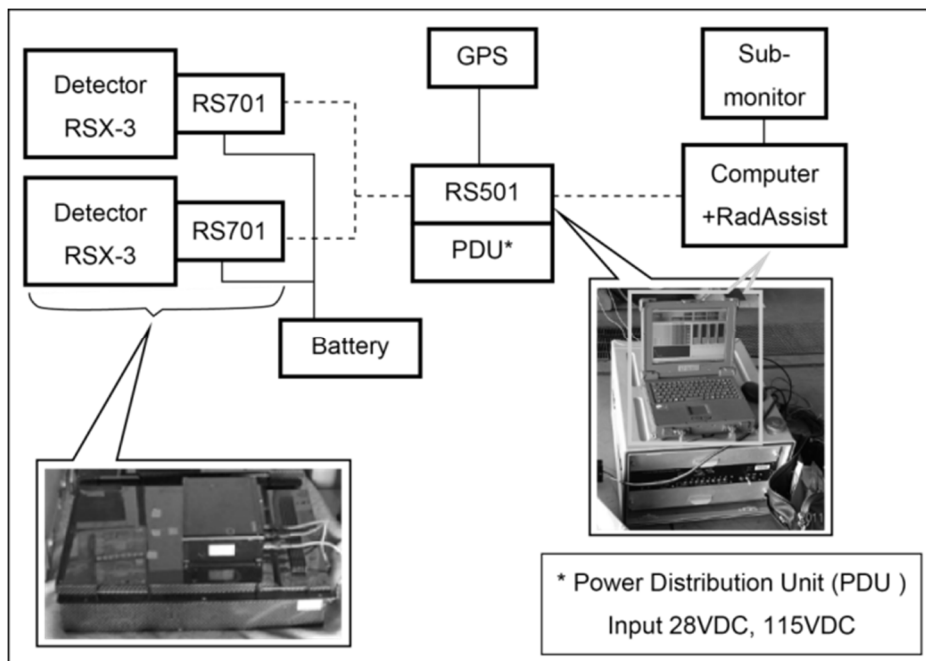 Detector
RSX-3
RS701
Detector
RSX-3
RS701
GPS
RS501
PDU*
Sub-
monitor
Computer
+RadAssist
Battery
* Power Distribution Unit (PDU )
Input 28VDC, 115VDC